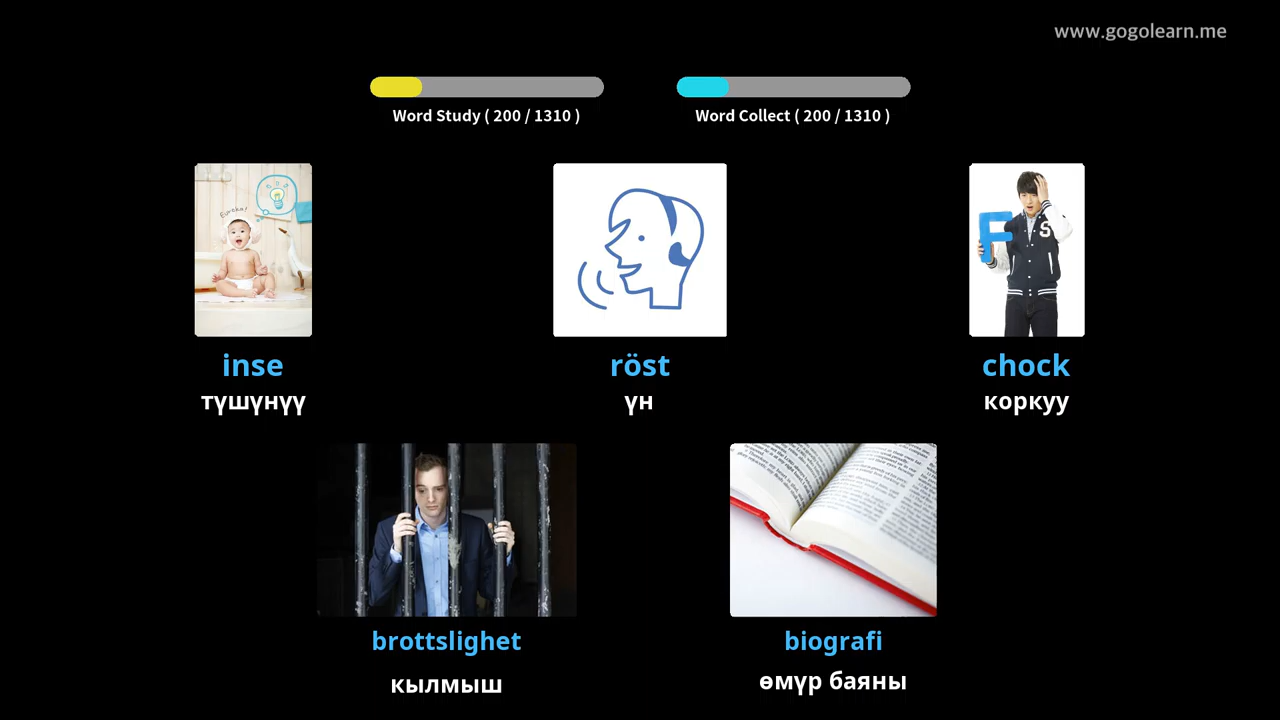 www.gogolearn.me
Word Study ( 200 / 1310 )
Word Collect ( 200 / 1310 )
Eureka!
F
S
inse
röst
chock
түшүнүү
үн
коркуу
brottslighet
biografi
кылмыш
өмүр баяны